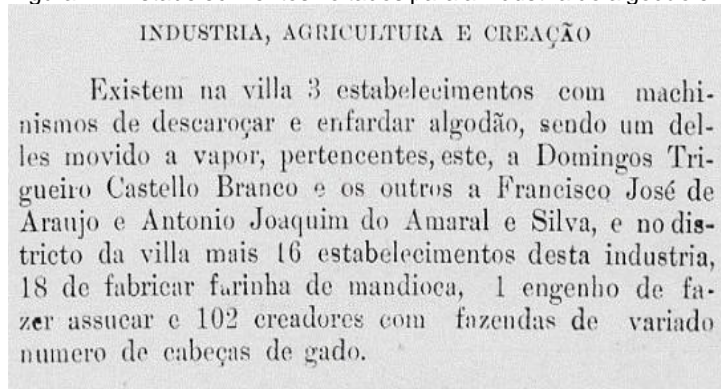 INDUSTRIA, AGRICULTURA E CREAÇÃO
Existem na villa 3 estabelecimentos com machi-
nismos de descaroçar e enfardar algodão, sendo um del-
les movido a vapor, pertencentes, este, a Domingos Tri-
gueiro Castello Branco e os outros a Francisco José de
Araujo e Antonio Joaquim do Amaral e Silva, e no dis-
tricto da villa mais 16 estabelecimentos desta industria,
18 de fabricar farinha de mandioca, 1 engenho de fa-
zer assucar e 102 creadores com fazendas de variado
numero de cabeças de gado.